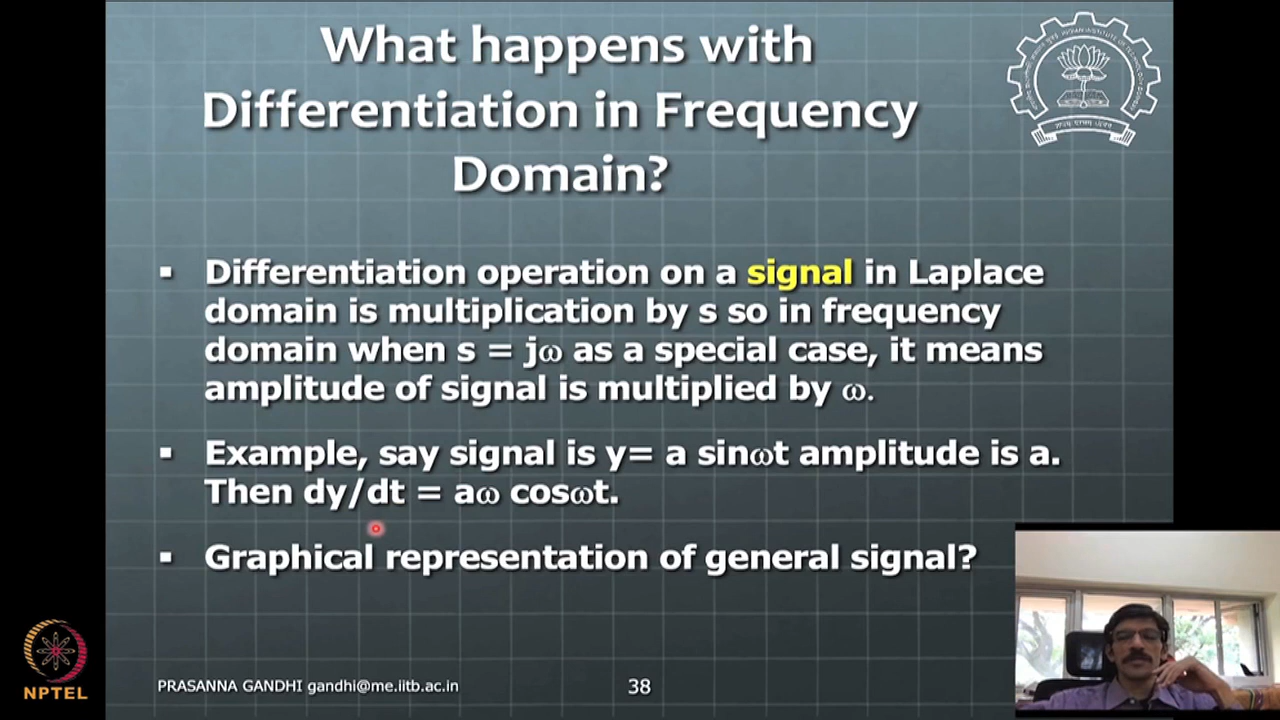 What happens with
Differentiation in Frequency
Domain?
▪ Differentiation operation on a signal in Laplace
domain is multiplication by s so in frequency
domain when s = jω as a special case, it means
amplitude of signal is multiplied by ω.
▪ Example, say signal is y= a sinωt amplitude is a.
Then dy/dt = aω cosωt.
▪ Graphical representation of general signal?
NPTEL
PRASANNA GANDHI gandhi@me.iitb.ac.in
38